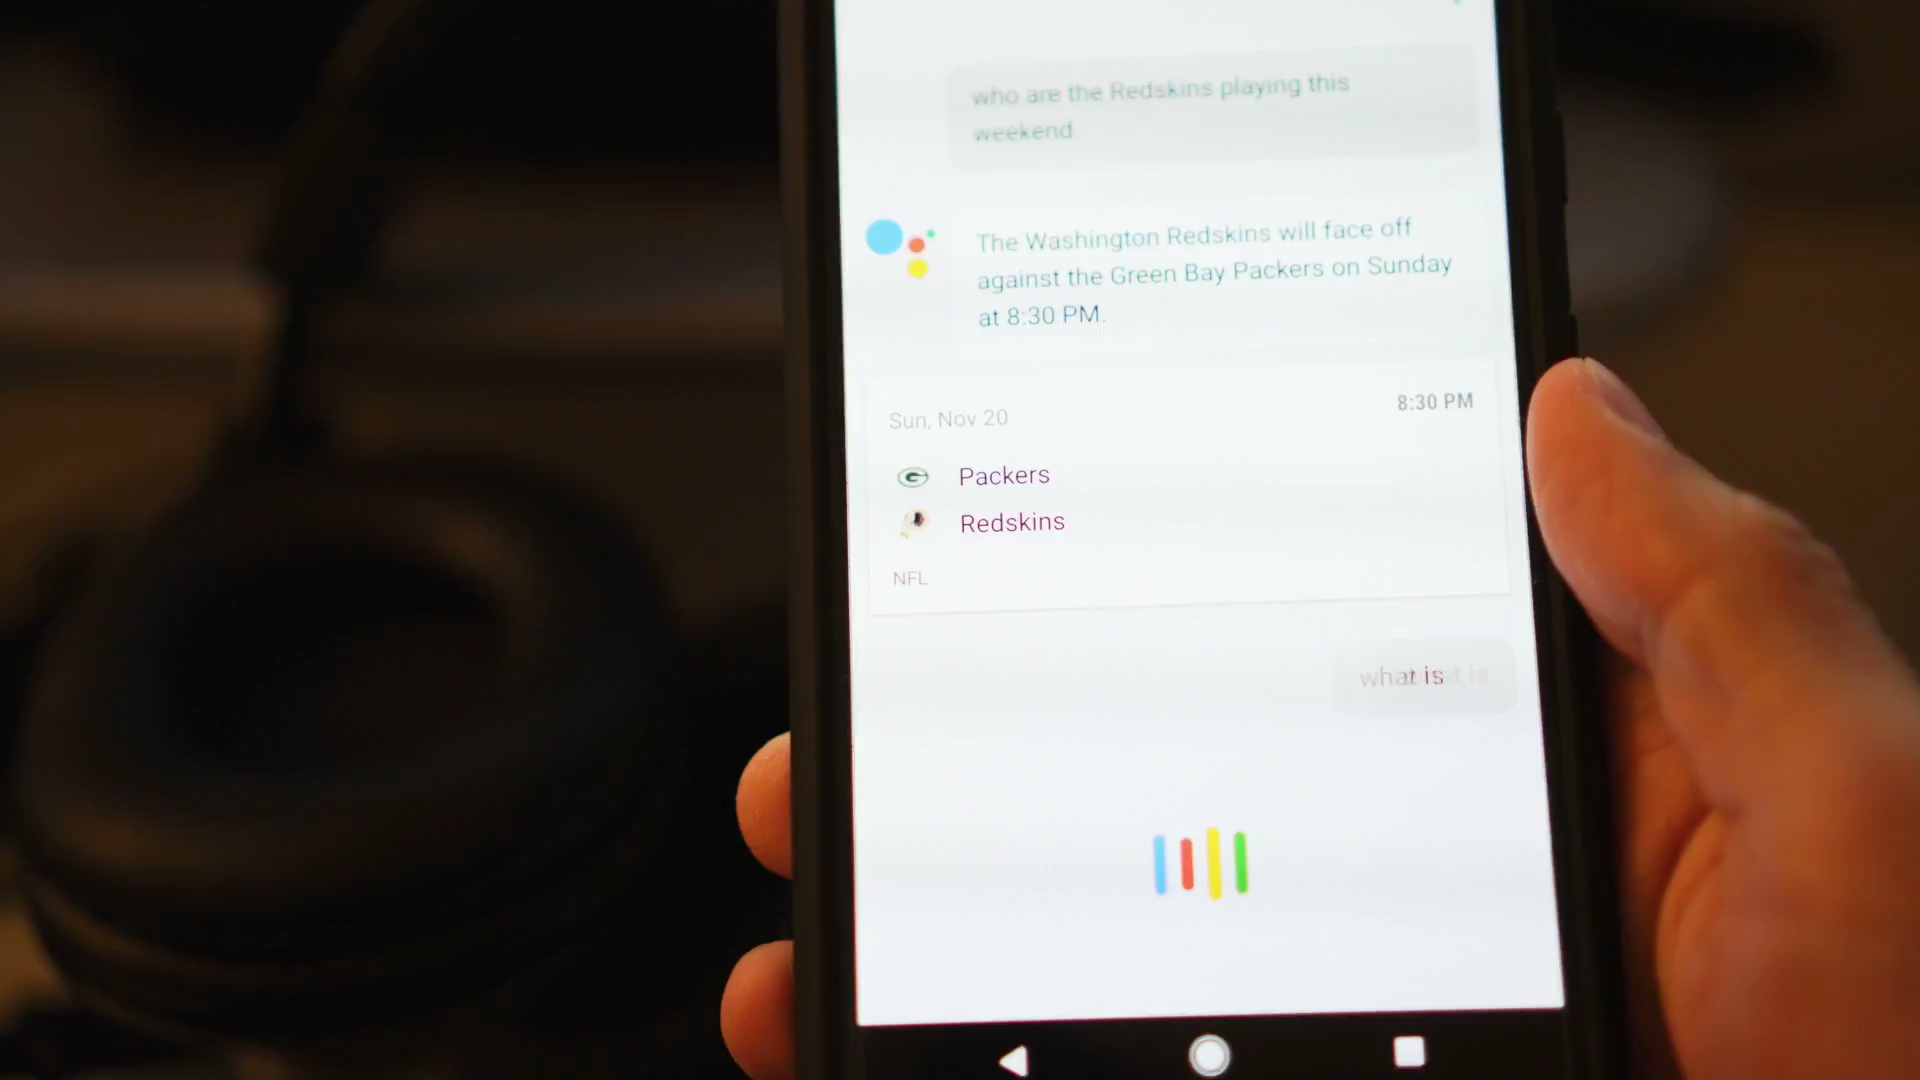 who are the Redskins playing this
weekend
The Washington Redskins will face off
against the Green Bay Packers on Sunday
at 8:30 PM.
Sun, Nov 20
8:30 PM
Packers
Redskins
NFL
what is